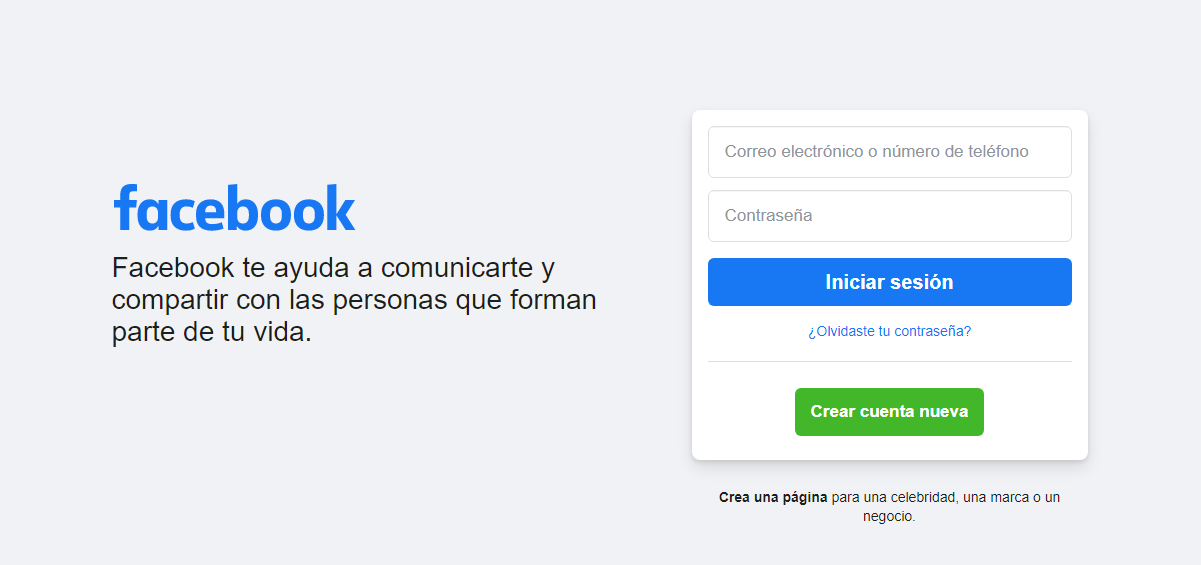 facebook
Facebook te ayuda a comunicarte y
compartir con las personas que forman
parte de tu vida.
Correo electrónico o número de teléfono
Contraseña
Iniciar sesión
¿Olvidaste tu contraseña?
Crear cuenta nueva
Crea una página para una celebridad, una marca o un
negocio.